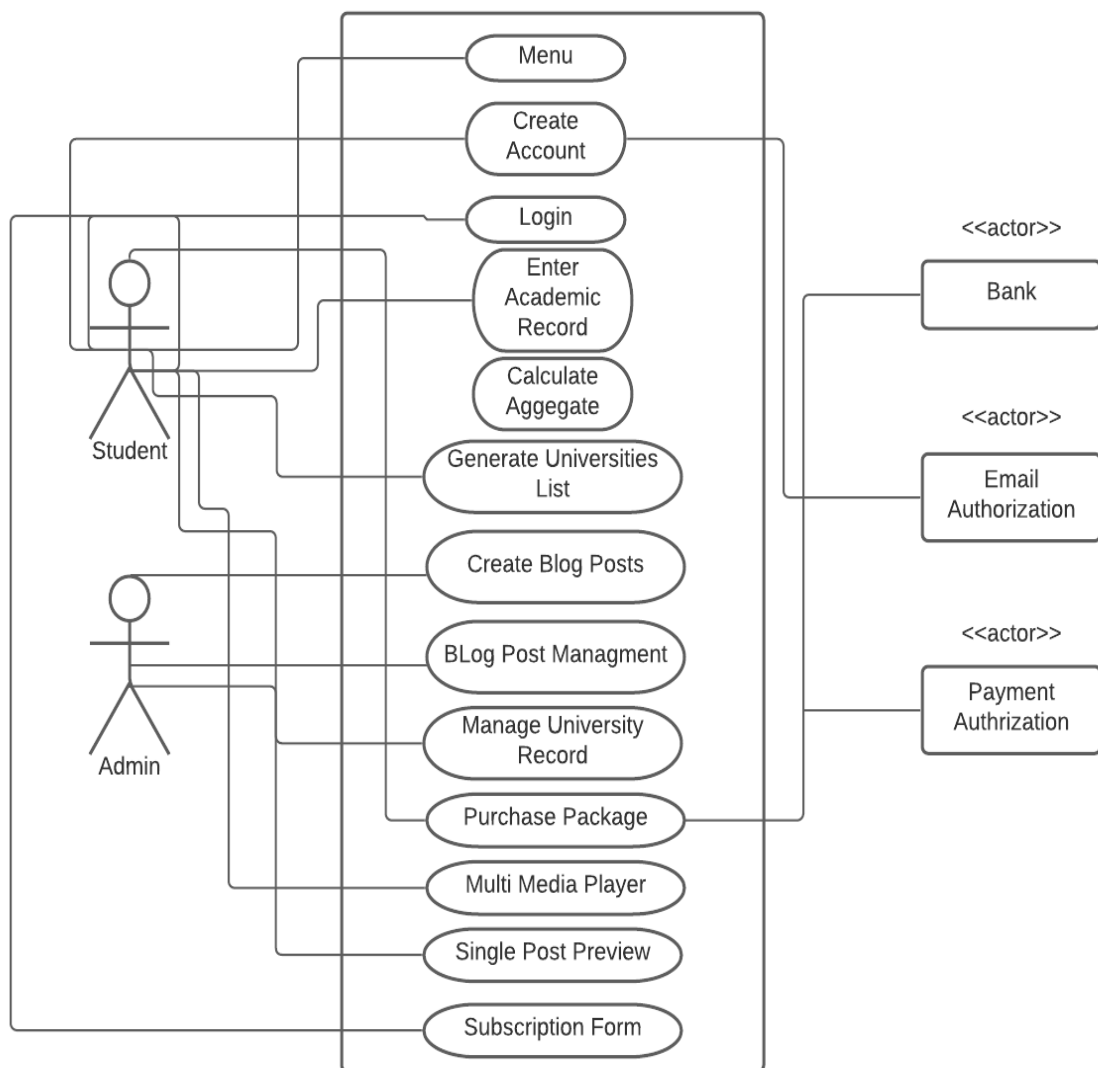 Menu
Create
Account
Login
Enter
Academic
Record
Calculate
Aggegate
Generate Universities
List
Create Blog Posts
BLog Post Managment
Manage University
Record
Purchase Package
Multi Media Player
Single Post Preview
Subscription Form
Student
Admin
<<actor>>
Bank
<<actor>>
Email
Authorization
<<actor>>
Payment
Authrization